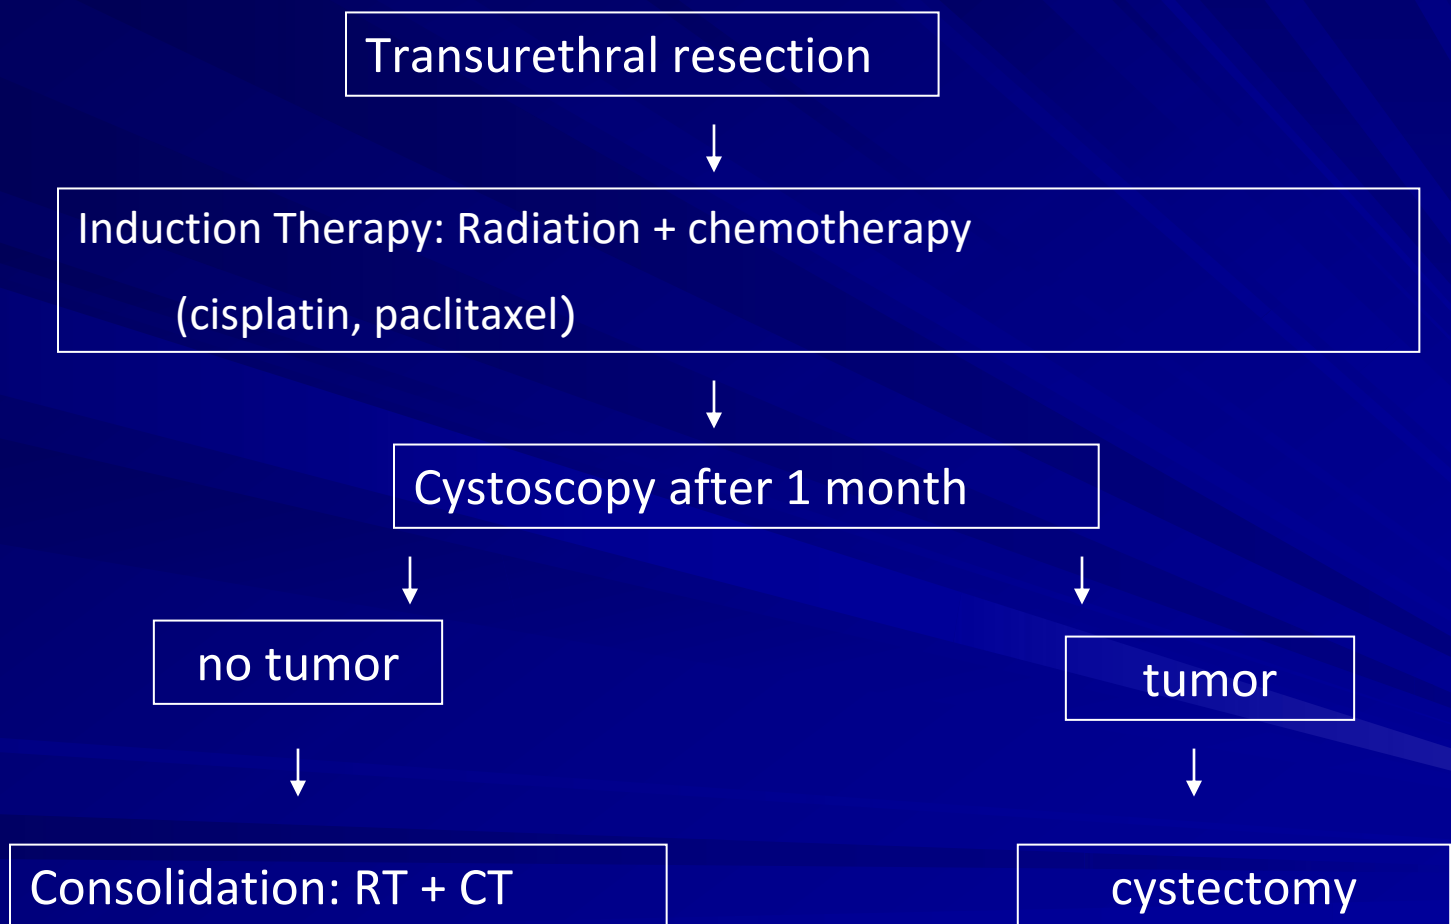 Transurethral resection
Induction Therapy: Radiation + chemotherapy
(cisplatin, paclitaxel)
Cystoscopy after 1 month
no tumor
tumor
Consolidation: RT + CT
cystectomy